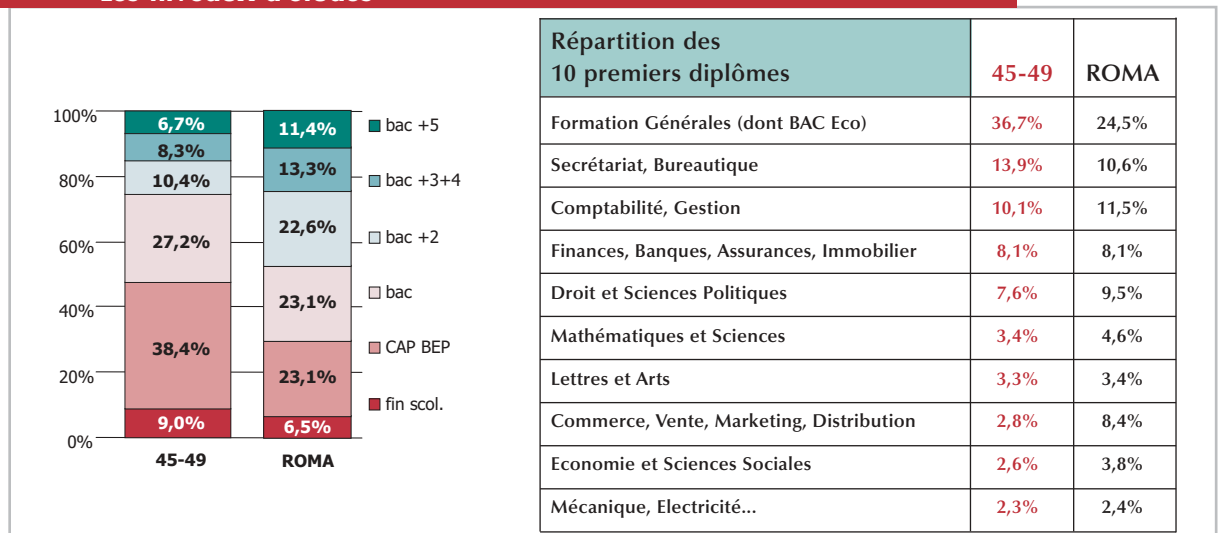 100%
80%
60%
40%
20%
0%
6,7%
8,3%
10,4%
27,2%
38,4%
9,0%
45-49
11,4%
13,3%
22,6%
23,1%
23,1%
6,5%
ROMA
bac +5
bac +3+4
bac +2
bac
CAP BEP
fin scol.
Répartition des
10 premiers diplômes 45-49 ROMA
Formation Générales (dont BAC Eco) 36,7% 24,5%
Secrétariat, Bureautique 13,9% 10,6%
Comptabilité, Gestion 10,1% 11,5%
Finances, Banques, Assurances, Immobilier 8,1% 8,1%
Droit et Sciences Politiques 7,6% 9,5%
Mathématiques et Sciences 3,4% 4,6%
Lettres et Arts 3,3% 3,4%
Commerce, Vente, Marketing, Distribution 2,8% 8,4%
Economie et Sciences Sociales 2,6% 3,8%
Mécanique, Electricité... 2,3% 2,4%